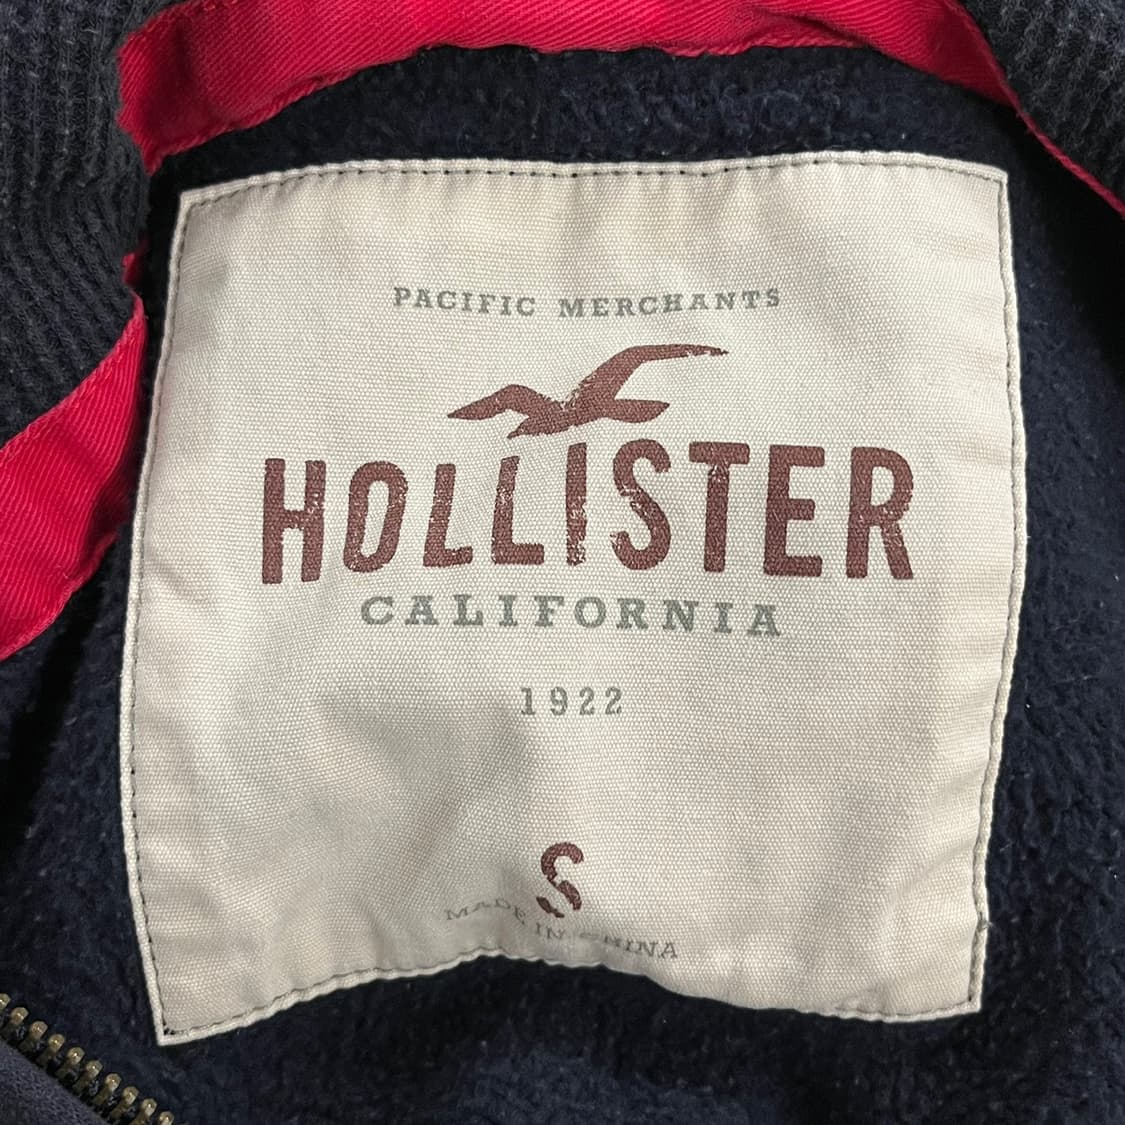 PACIFIC MERCHANTS
HOLLISTER
CALIFORNIA
1922
S
MADE IN CHINA